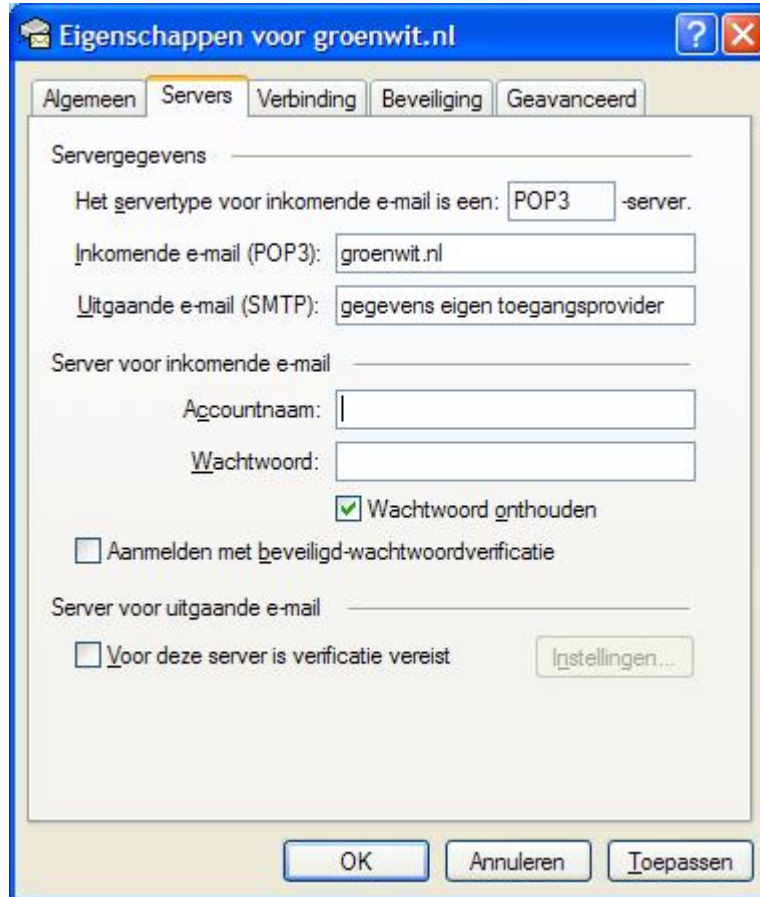 Eigenschappen voor groenwit.nl
Algemeen Servers Verbinding Beveiliging Geavanceerd
Servergegevens
Het servertype voor inkomende e-mail is een: POP3 -server.
Inkomende e-mail (POP3): groenwit.nl
Uitgaande e-mail (SMTP): gegevens eigen toegangsprovider
Server voor inkomende e-mail
Accountnaam:
Wachtwoord:
Wachtwoord onthouden
Aanmelden met beveiligd-wachtwoordverificatie
Server voor uitgaande e-mail
Voor deze server is verificatie vereist Instellingen...
OK Annuleren Toepassen